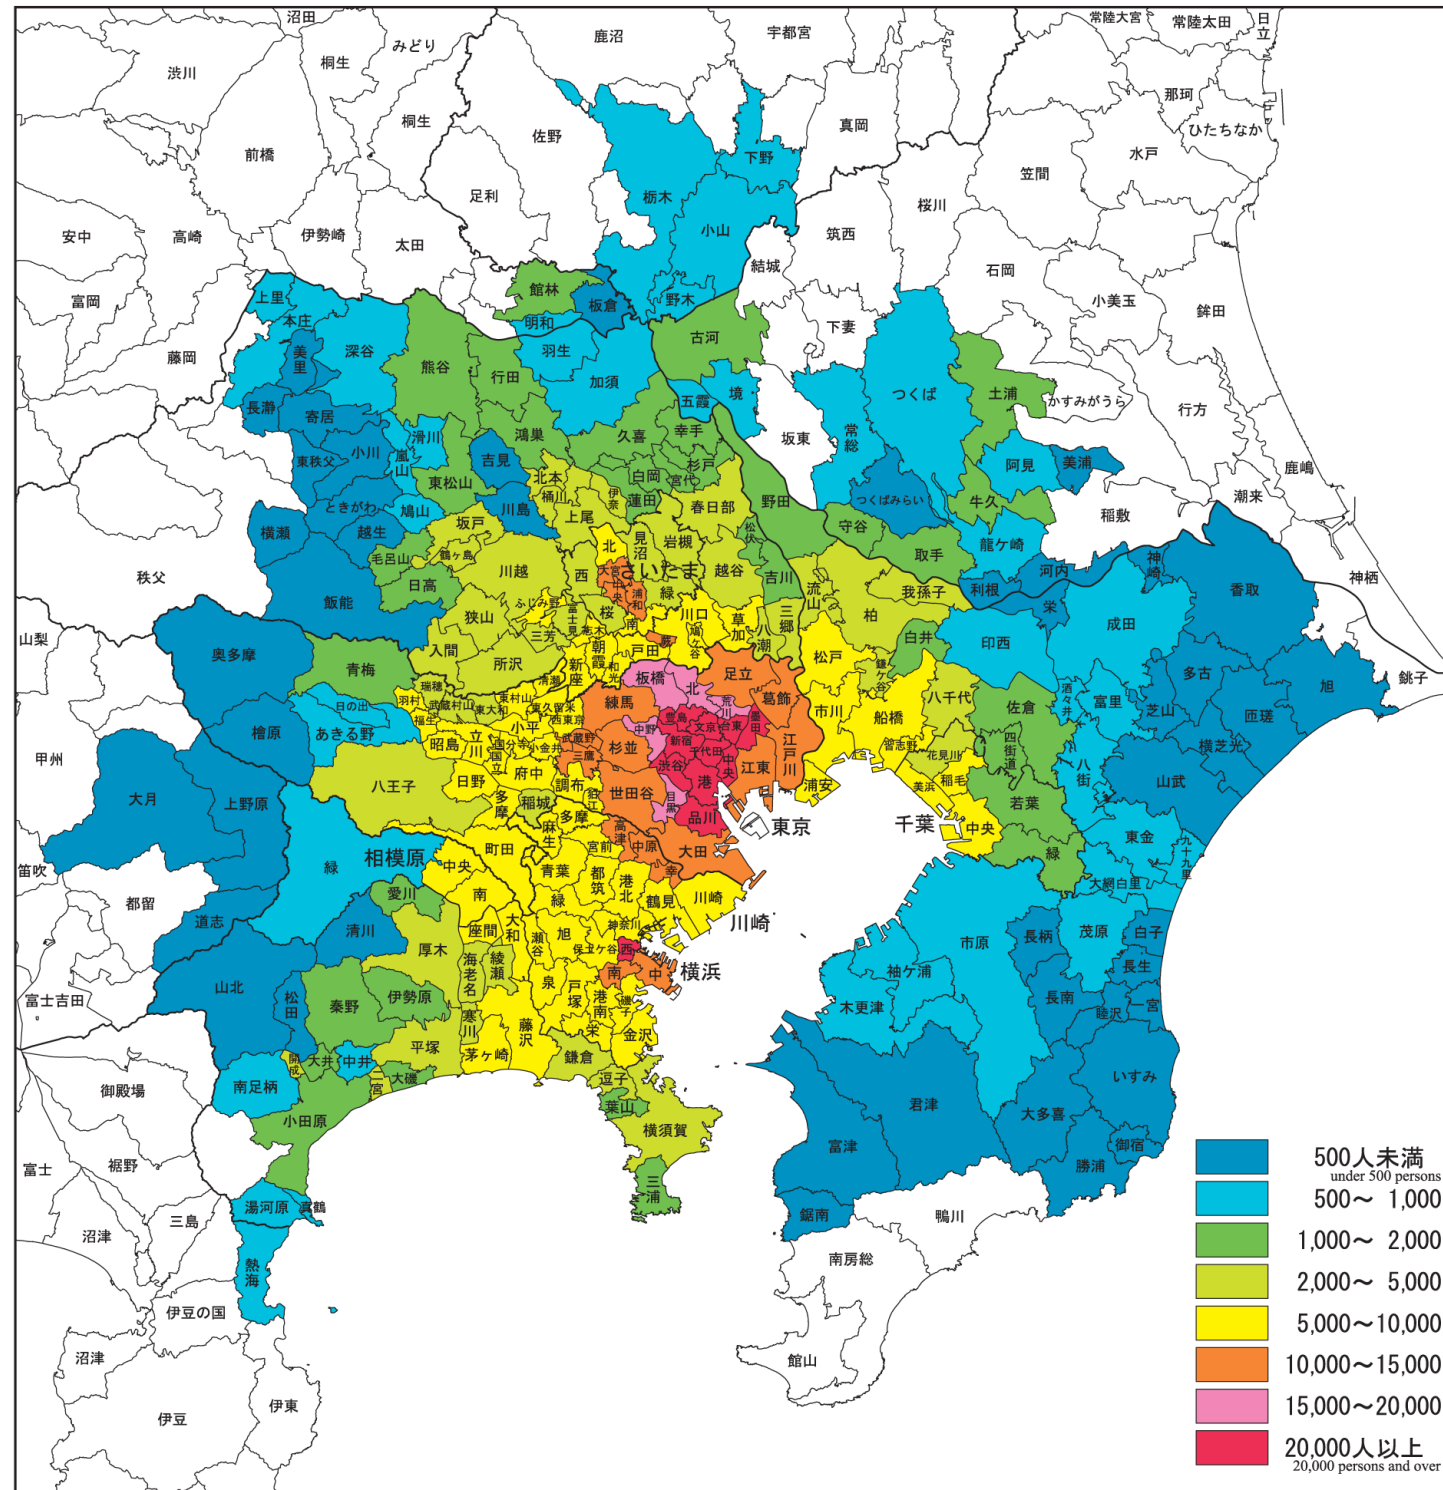 沼田
みどり
鹿沼
宇都宮
常陸大宮
常陸太田
日立
渋川
桐生
桐生
那珂
ひたちなか
前橋
佐野
真岡
下野
水戸
笠間
足利
栃木
桜川
安中
高崎
伊勢崎
太田
小山
筑西
結城
石岡
富岡
上里
館林
板倉
野木
小美玉
鉾田
本庄
明和
下妻
藤岡
美里
深谷
羽生
古河
熊谷
行田
加須
五霞
境
つくば
土浦
かすみがうら
行方
長瀞
寄居
滑川
鴻巣
久喜
幸手
坂東
常総
東秩父
小川
嵐山
吉見
白岡
杉戸
宮代
阿見
美浦
鹿嶋
東松山
北本
桶川
伊奈
蓮田
つくばみらい
牛久
潮来
ときがわ
鳩山
川島
上尾
春日部
野田
稲敷
横瀬
越生
坂戸
北
見沼
岩槻
松伏
守谷
取手
龍ケ崎
神崎
秩父
毛呂山
鶴ヶ島
川越
西
大宮
さいたま
越谷
吉川
河内
香取
神栖
日高
中央
浦和
緑
流山
我孫子
利根
栄
飯能
狭山
ふじみ野
富士見
桜
川口
草加
三郷
柏
成田
山梨
三芳
志木
南
鳩ヶ谷
八潮
白井
印西
奥多摩
入間
所沢
朝霞
戸田
蕨
松戸
鎌ヶ谷
多古
旭
銚子
青梅
新座
和光
板橋
足立
八千代
酒々井
富里
瑞穂
清瀬
北
葛飾
佐倉
芝山
匝瑳
日の出
羽村
武蔵村山
東大和
東村山
東久留米
練馬
荒川
市川
船橋
横芝光
檜原
あきる野
福生
小平
西東京
豊島
文京
台東
墨田
習志野
花見川
四街道
八街
甲州
昭島
立川
国立
国分寺
小金井
武蔵野
杉並
中野
新宿
千代田
中央
江戸川
山武
大月
上野原
八王子
日野
府中
三鷹
渋谷
港
江東
浦安
美浜
稲毛
若葉
多摩
稲城
調布
狛江
世田谷
目黒
品川
東京
千葉
中央
緑
東金
九十九里
笛吹
都留
緑
相模原
中央
町田
麻生
多摩
高津
宮前
中原
大田
大網白里
愛川
南
青葉
都筑
港北
幸
道志
清川
座間
大和
緑
鶴見
川崎
川崎
市原
長柄
茂原
白子
厚木
瀬谷
旭
神奈川
保土ケ谷
西
横浜
袖ケ浦
長生
富士吉田
山北
松田
秦野
伊勢原
海老名
綾瀬
泉
戸塚
南
中
木更津
長南
睦沢
一宮
寒川
藤沢
港南
磯子
開成
大井
中井
平塚
茅ヶ崎
栄
金沢
御殿場
南足柄
二宮
大磯
鎌倉
逗子
いすみ
小田原
葉山
横須賀
君津
大多喜
富津
勝浦
御宿
富士
裾野
三浦
湯河原
真鶴
鋸南
鴨川
三島
沼津
熱海
南房総
伊豆の国
沼津
館山
伊豆
伊東
500人未満
under 500 persons
500～ 1,000
1,000～ 2,000
2,000～ 5,000
5,000～10,000
10,000～15,000
15,000～20,000
20,000人以上
20,000 persons and over